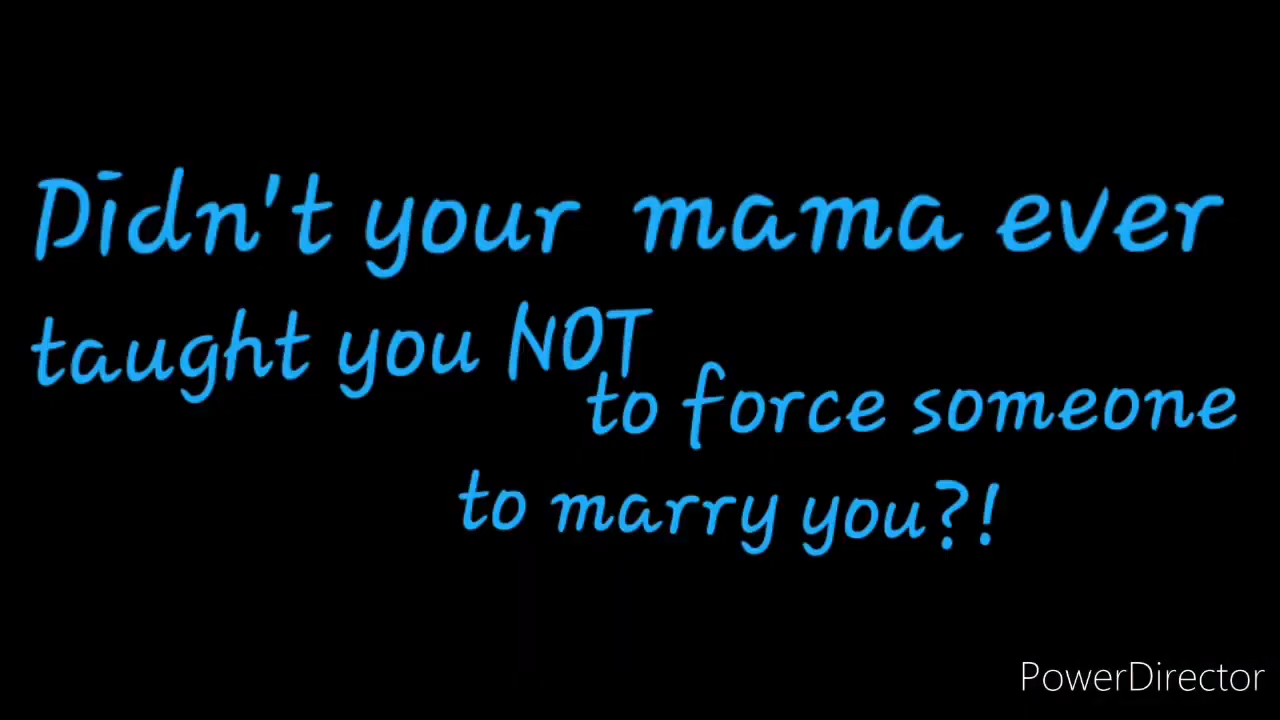 Didn't your mama ever
taught you NOT
to force someone
to marry you?!
PowerDirector